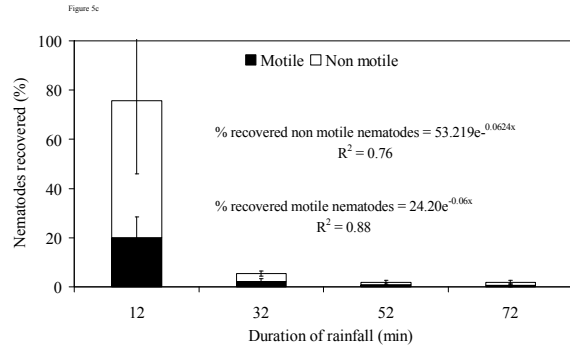 Figure 5c
100
80
60
40
20
0
Nematodes recovered (%)
Motile Non motile
% recovered non motile nematodes = 53.219e-0.0624x
R2 = 0.76
% recovered motile nematodes = 24.20e-0.06x
R2 = 0.88
12 32 52 72
Duration of rainfall (min)